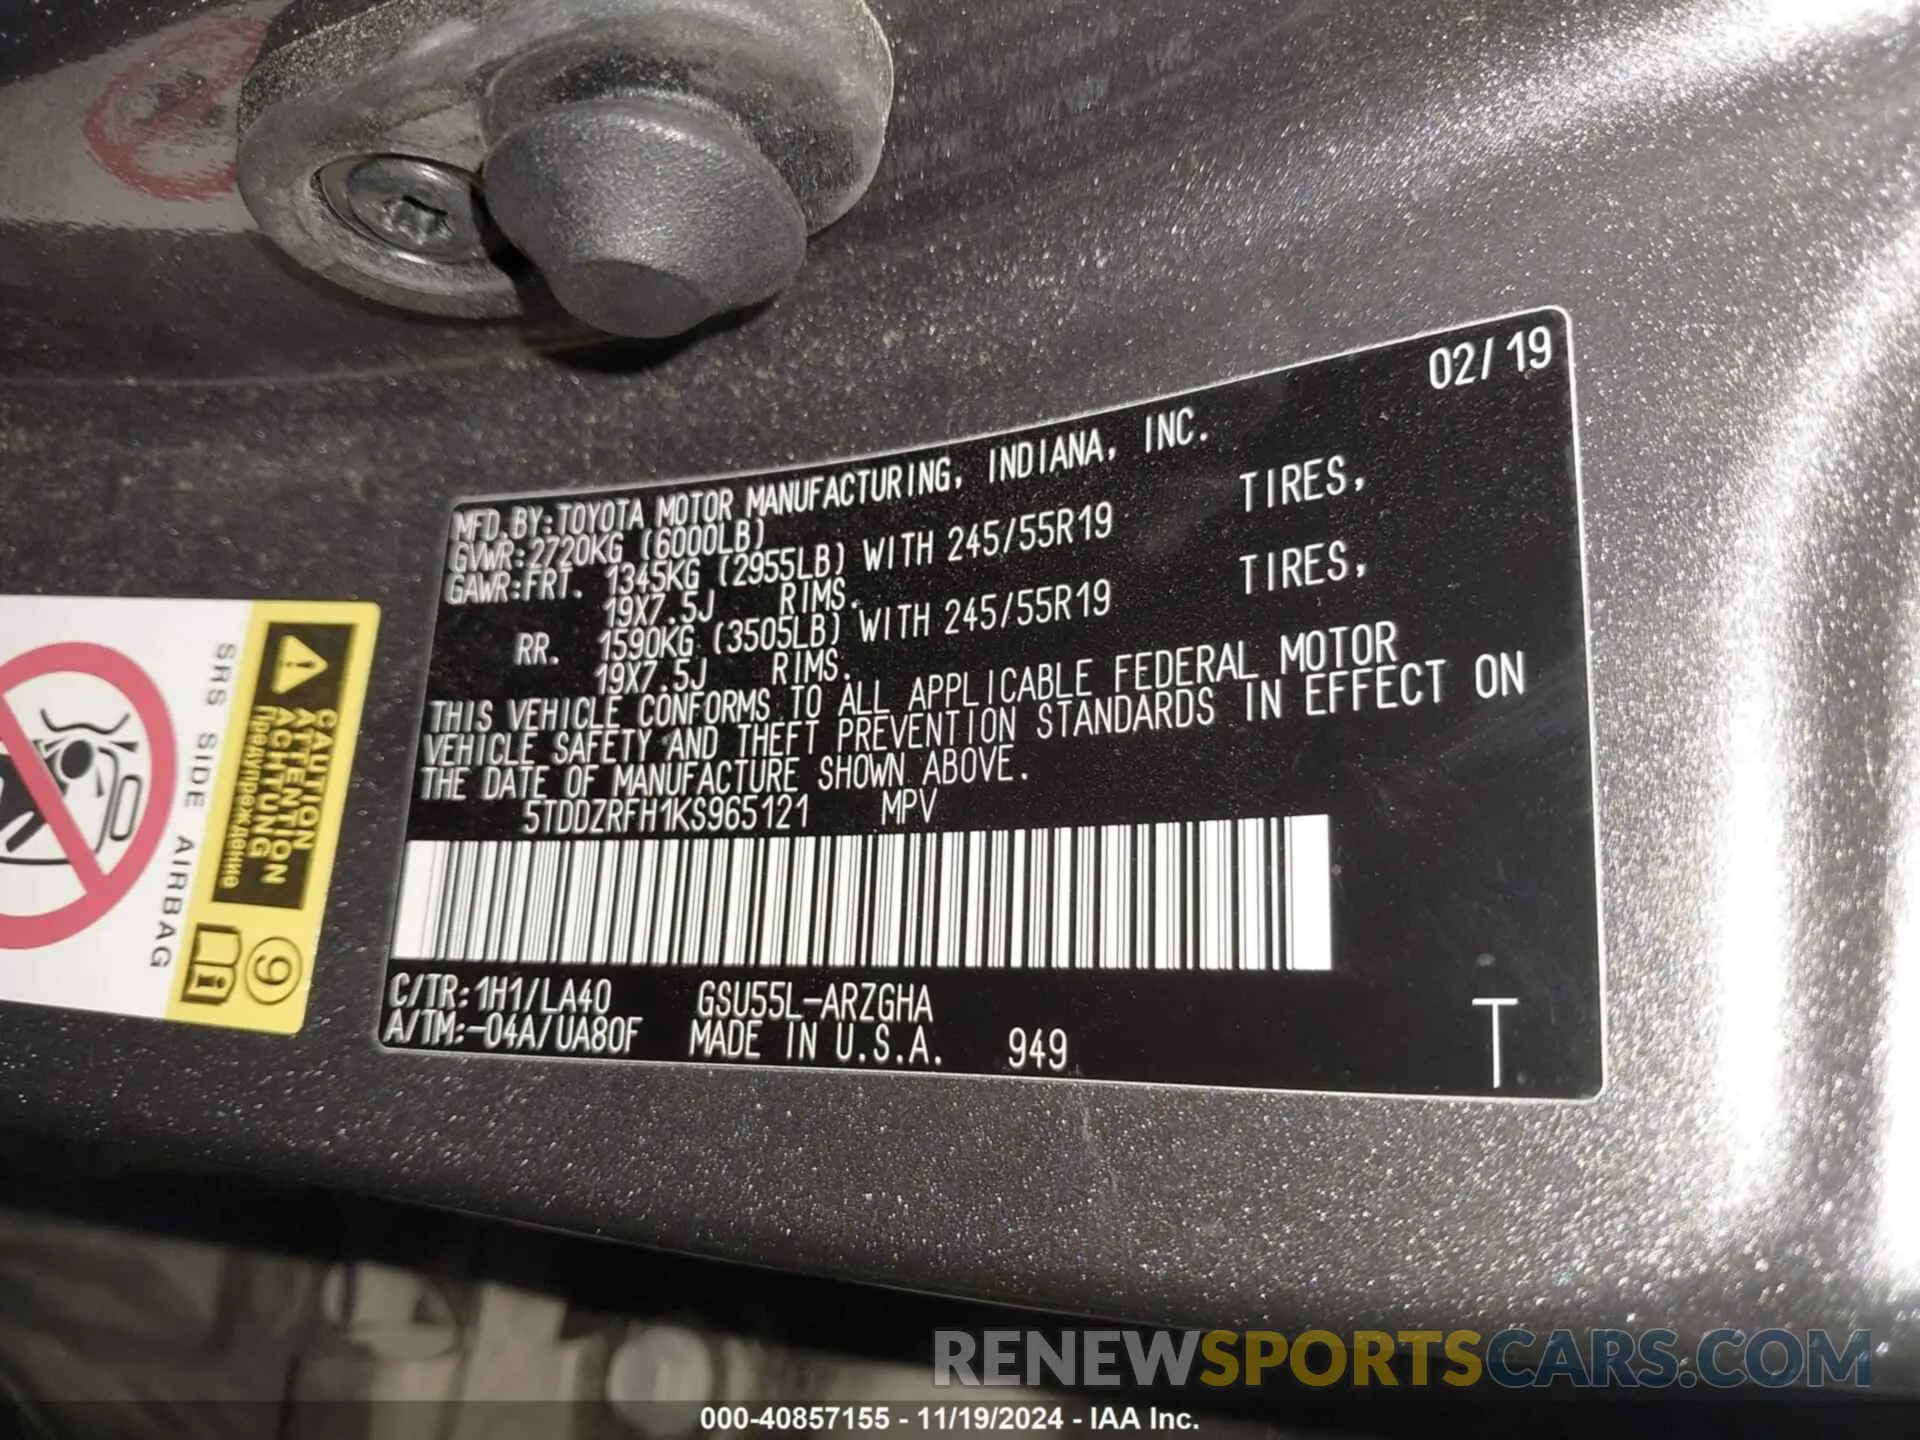 02/19
MFD.BY:TOYOTA MOTOR MANUFACTURING, INDIANA, INC.
GVWR:2720KG (6000LB)
GAWR:FRT. 1345KG (2955LB) WITH 245/55R19 TIRES,
19X7.5J RIMS.
RR. 1590KG (3505LB) WITH 245/55R19 TIRES,
19X7.5J RIMS.
THIS VEHICLE CONFORMS TO ALL APPLICABLE FEDERAL MOTOR
VEHICLE SAFETY AND THEFT PREVENTION STANDARDS IN EFFECT ON
THE DATE OF MANUFACTURE SHOWN ABOVE.
5TDDZRFH1KS965121 MPV
C/TR:1H1/LA40 GSU55L-ARZGHA
A/TM:-04A/UA80F MADE IN U.S.A. 949
T
CAUTION
ATTENTION
ACHTUNG
Предупреждение
SRS SIDE AIRBAG
9
i
RENEWSPORTSCARS.COM
000-40857155 - 11/19/2024 - IAA Inc.